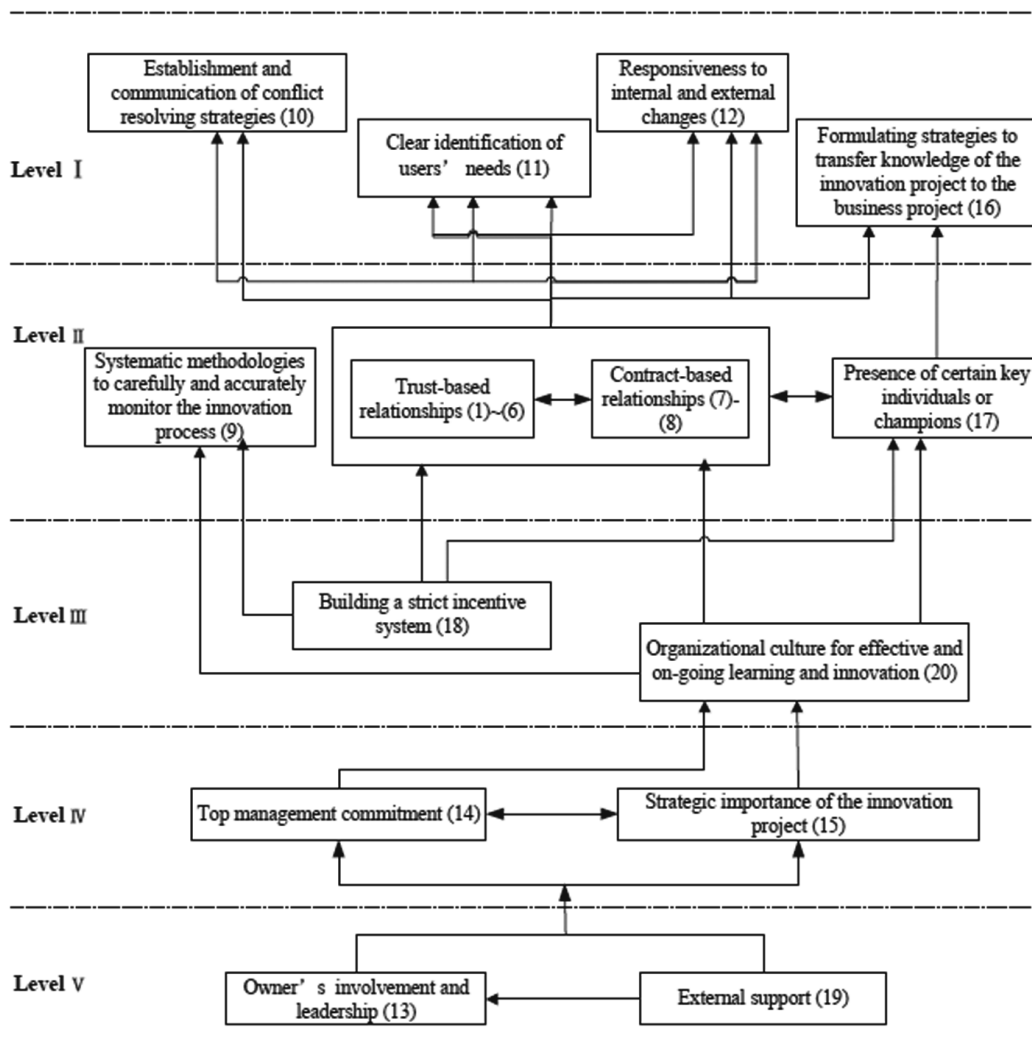 Establishment and
communication of conflict
resolving strategies (10)
Responsiveness to
internal and external
changes (12)
Clear identification of
users’ needs (11)
Formulating strategies to
transfer knowledge of the
innovation project to the
business project (16)
Level Ⅰ
Level Ⅱ
Systematic methodologies
to carefully and accurately
monitor the innovation
process (9)
Trust-based
relationships (1)~(6)
Contract-based
relationships (7)-
(8)
Presence of certain key
individuals or
champions (17)
Level Ⅲ
Building a strict incentive
system (18)
Organizational culture for effective and
on-going learning and innovation (20)
Level Ⅳ
Top management commitment (14)
Strategic importance of the innovation
project (15)
Level Ⅴ
Owner’ s involvement and
leadership (13)
External support (19)